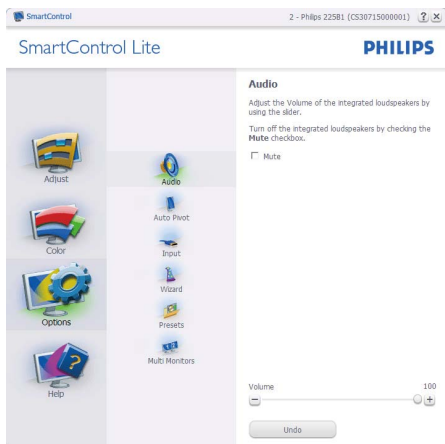 SmartControl
2 - Philips 225B1 (CS30715000001)
SmartControl Lite
PHILIPS
Adjust
Color
Options
Help
Audio
Auto Pivot
Input
Wizard
Presets
Multi Monitors
Audio
Adjust the Volume of the integrated loudspeakers by
using the slider.
Turn off the integrated loudspeakers by checking the
Mute checkbox.
Mute
Volume 100
Undo